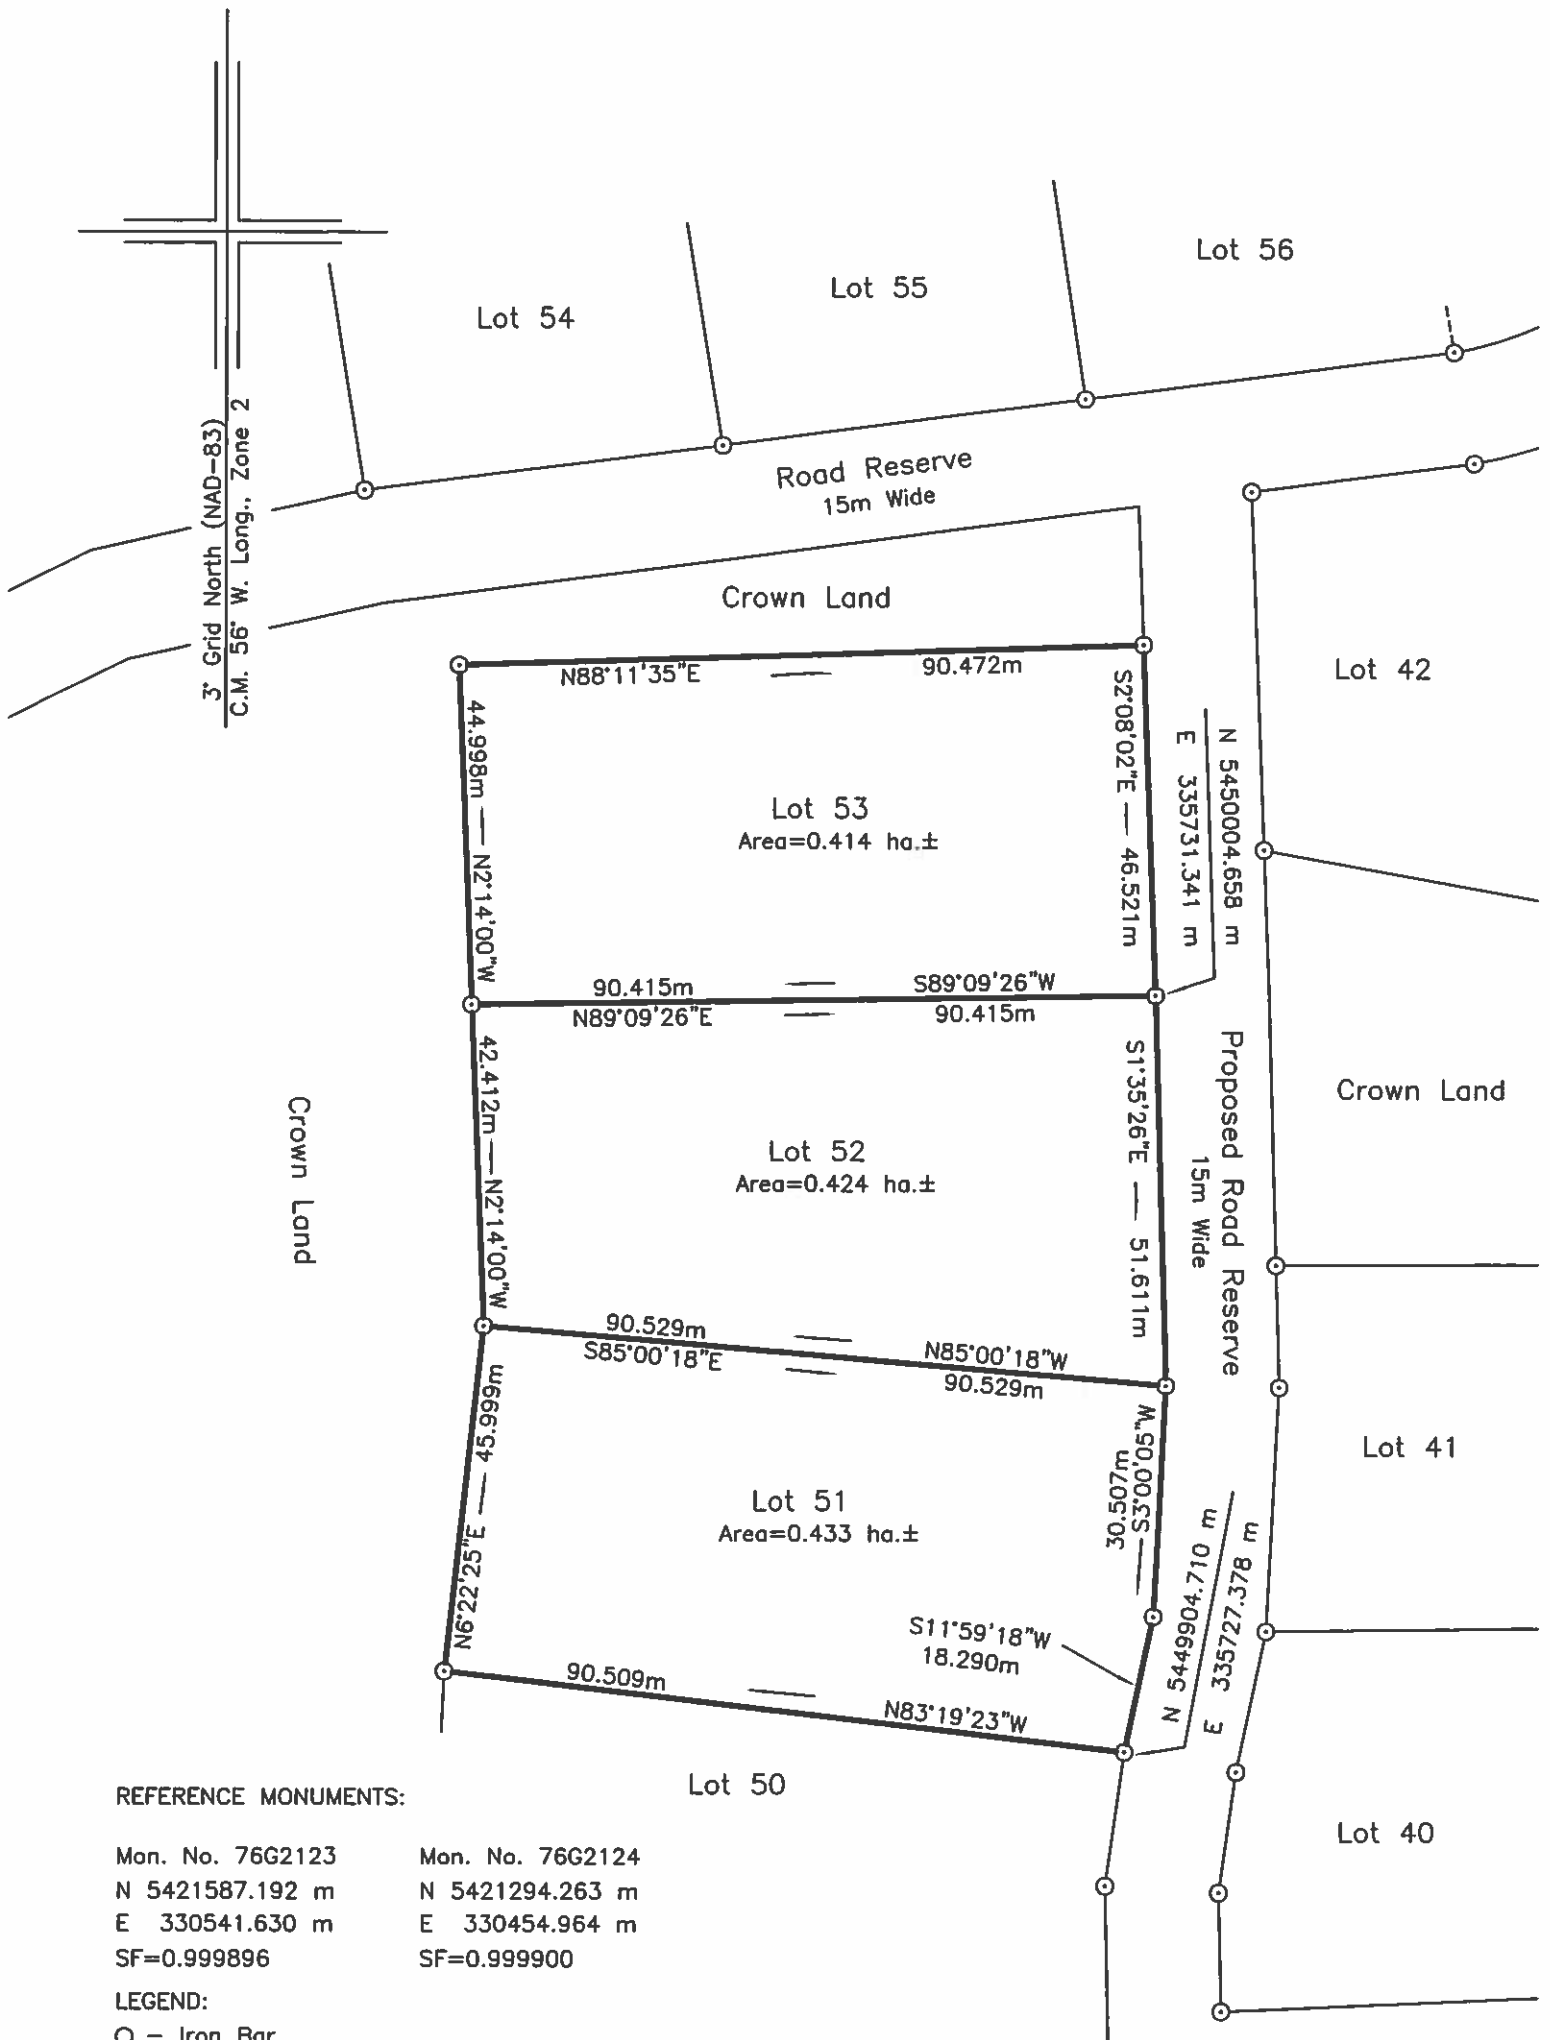 Lot 56
Lot 55
Lot 54
3° Grid North (NAD-83)
C.M. 56° W. Long., Zone 2
Road Reserve
15m Wide
Crown Land
N88°11'35"E
90.472m
Lot 42
44.998m — N2°14'00"W
S2°08'02"E — 46.521m
N 5450004.658 m
E 335731.341 m
Lot 53
Area=0.414 ha.±
90.415m
S89°09'26"W
N89°09'26"E
90.415m
Crown Land
42.412m — N2°14'00"W
S1°35'26"E — 51.611m
Proposed Road Reserve
15m Wide
Crown Land
Lot 52
Area=0.424 ha.±
90.529m
S85°00'18"E
N85°00'18"W
90.529m
N6°22'25"E — 45.999m
S3°00'05"W
30.507m
Lot 41
Lot 51
Area=0.433 ha.±
N 5449904.710 m
E 335727.378 m
S11°59'18"W
18.290m
90.509m
N83°19'23"W
Lot 50
Lot 40
REFERENCE MONUMENTS:
Mon. No. 76G2123
N 5421587.192 m
E 330541.630 m
SF=0.999896
Mon. No. 76G2124
N 5421294.263 m
E 330454.964 m
SF=0.999900
LEGEND:
O – Iron Bar